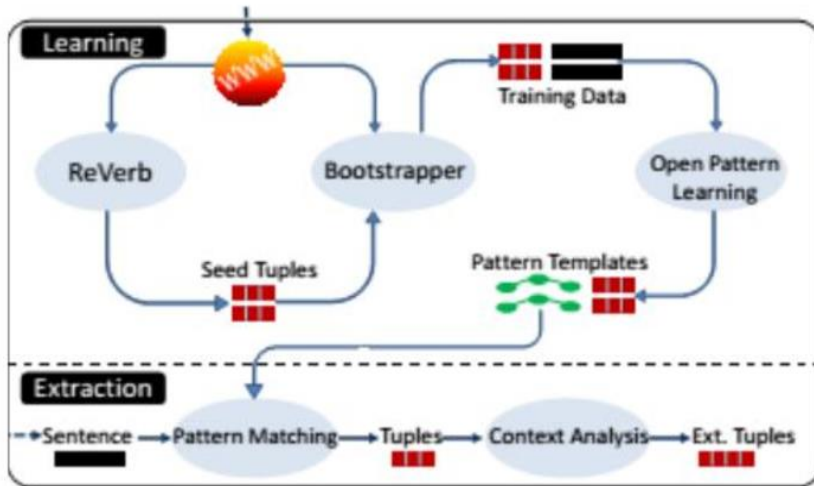 Learning
WWW
Training Data
ReVerb
Bootstrapper
Open Pattern
Learning
Seed Tuples
Pattern Templates
Extraction
Sentence
Pattern Matching
Tuples
Context Analysis
Ext. Tuples